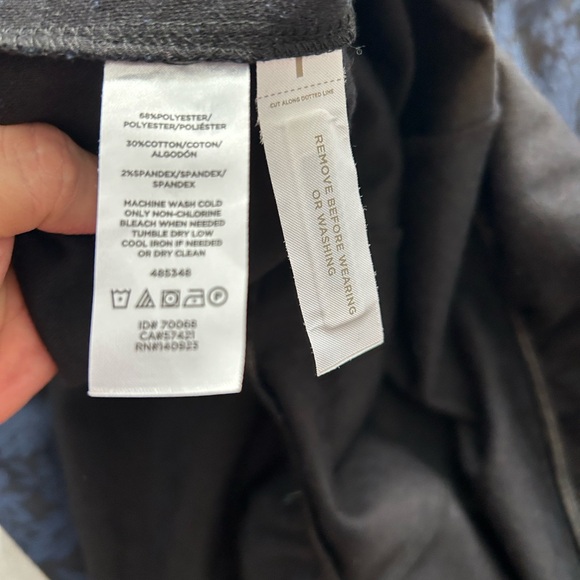 68%POLYESTER/
POLYESTER/POLIÉSTER
30%COTTON/COTON/
ALGODÓN
2%SPANDEX/SPANDEX/
SPANDEX
MACHINE WASH COLD
ONLY NON-CHLORINE
BLEACH WHEN NEEDED
TUMBLE DRY LOW
COOL IRON IF NEEDED
OR DRY CLEAN
485348
ID# 70068
CA#57421
RN#140923
CUT ALONG DOTTED LINE
REMOVE BEFORE WEARING
OR WASHING